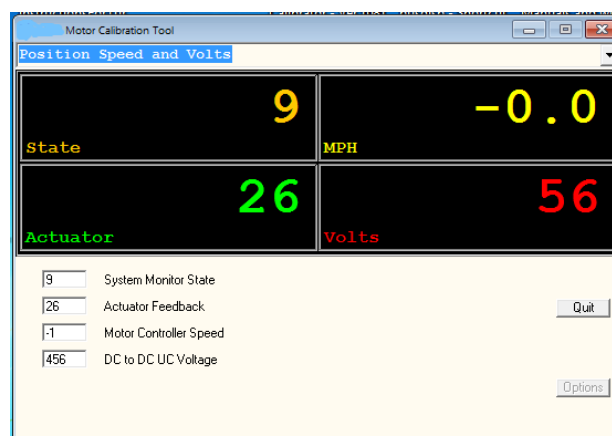 Motor Calibration Tool
Position Speed and Volts
9
State
-0.0
MPH
26
Actuator
56
Volts
9 System Monitor State
26 Actuator Feedback
Quit
-1 Motor Controller Speed
456 DC to DC UC Voltage
Options